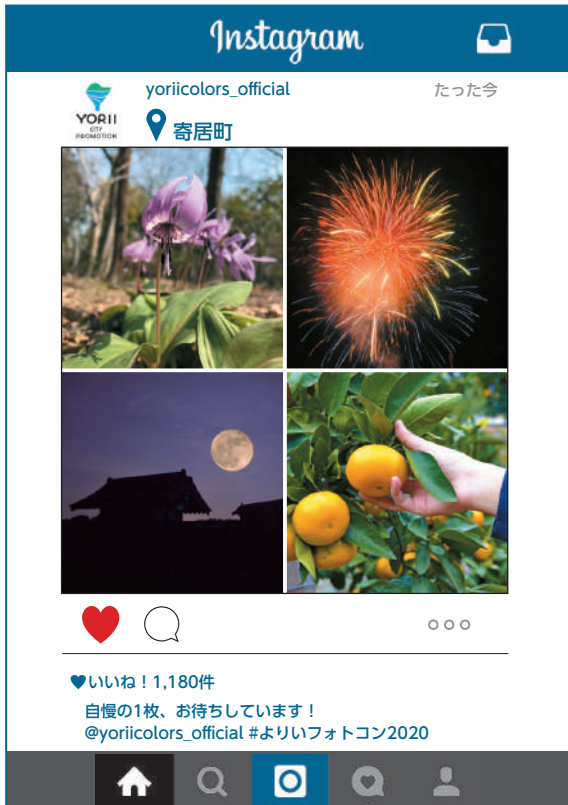 Instagram
yoriicolors_official
たった今
YORII
CITY
PROMOTION
寄居町
♥いいね！1,180件
自慢の1枚、お待ちしています！
@yoriicolors_official #よりいフォトコン2020